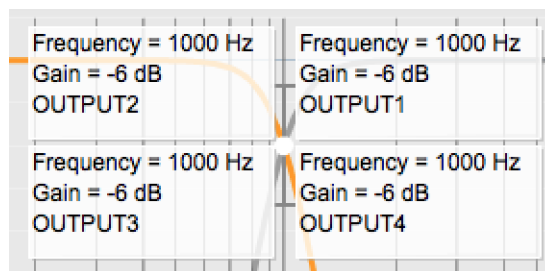 Frequency = 1000 Hz
Gain = -6 dB
OUTPUT2
Frequency = 1000 Hz
Gain = -6 dB
OUTPUT1
Frequency = 1000 Hz
Gain = -6 dB
OUTPUT3
Frequency = 1000 Hz
Gain = -6 dB
OUTPUT4